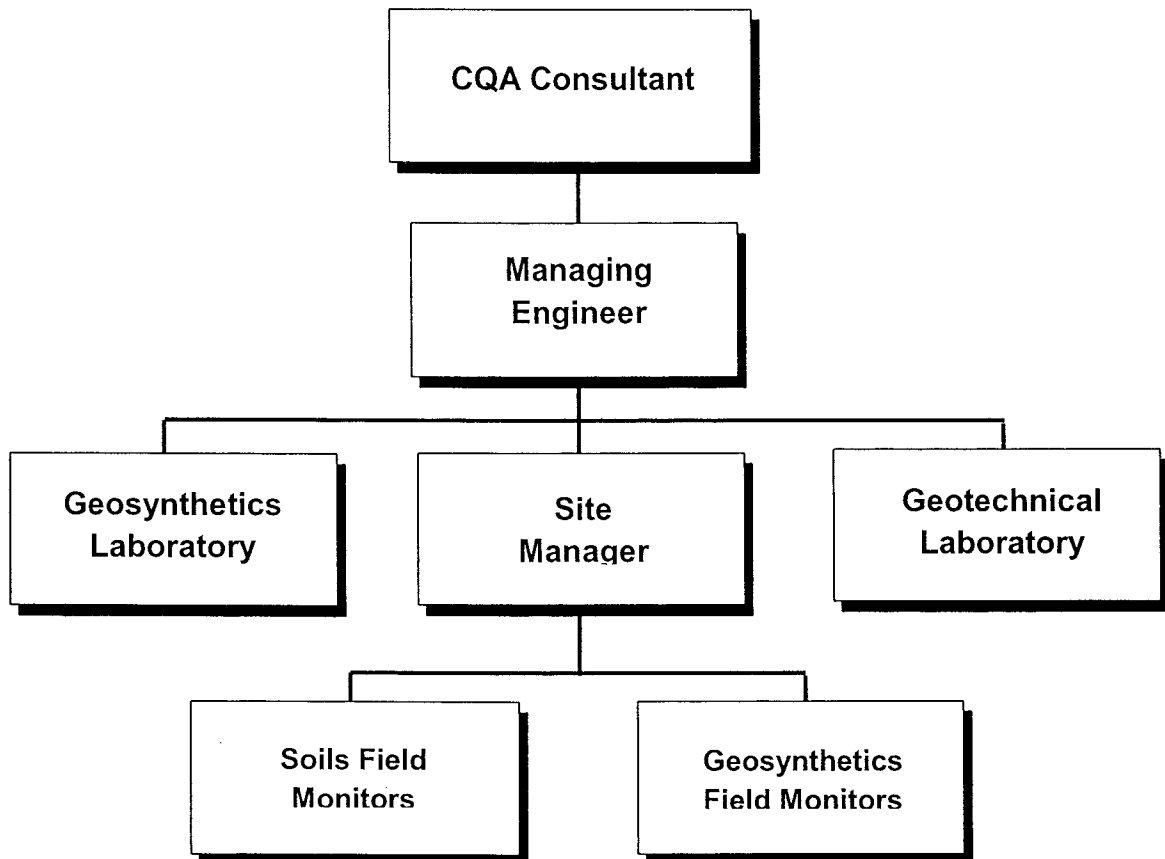 CQA Consultant
Managing
Engineer
Geosynthetics
Laboratory
Site
Manager
Geotechnical
Laboratory
Soils Field
Monitors
Geosynthetics
Field Monitors